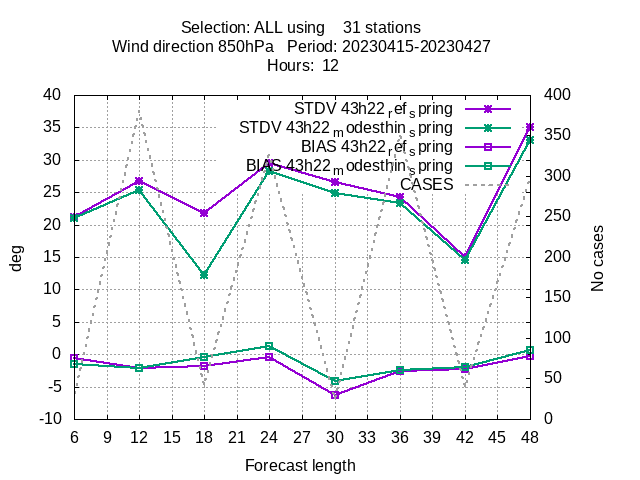 Selection: ALL using    31 stations
Wind direction 850hPa   Period: 20230415-20230427
Hours:  12
STDV 43h22_ref_spring
STDV 43h22_modesthin_spring
BIAS 43h22_ref_spring
BIAS 43h22_modesthin_spring
CASES
40
35
30
25
20
15
10
5
0
-5
-10
deg
400
350
300
250
200
150
100
50
0
No cases
6 12 15 18 21 24 30 33 36 39 42 45 48
Forecast length